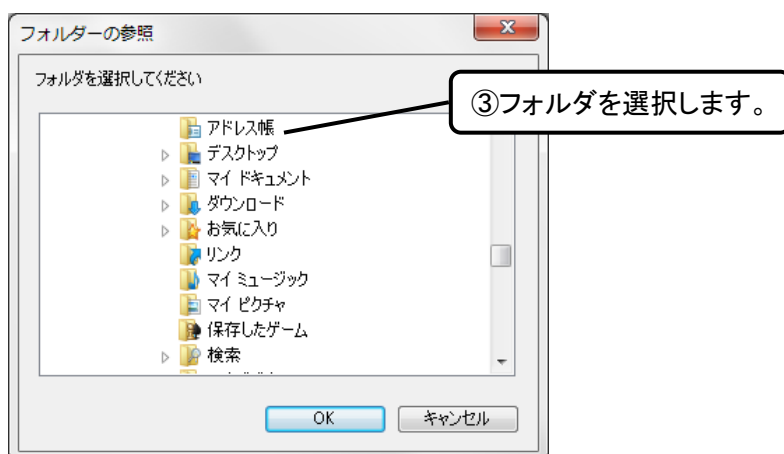 フォルダーの参照
フォルダを選択してください
③フォルダを選択します。
アドレス帳
デスクトップ
マイ ドキュメント
ダウンロード
お気に入り
リンク
マイ ミュージック
マイ ピクチャ
保存したゲーム
検索
OK
キャンセル